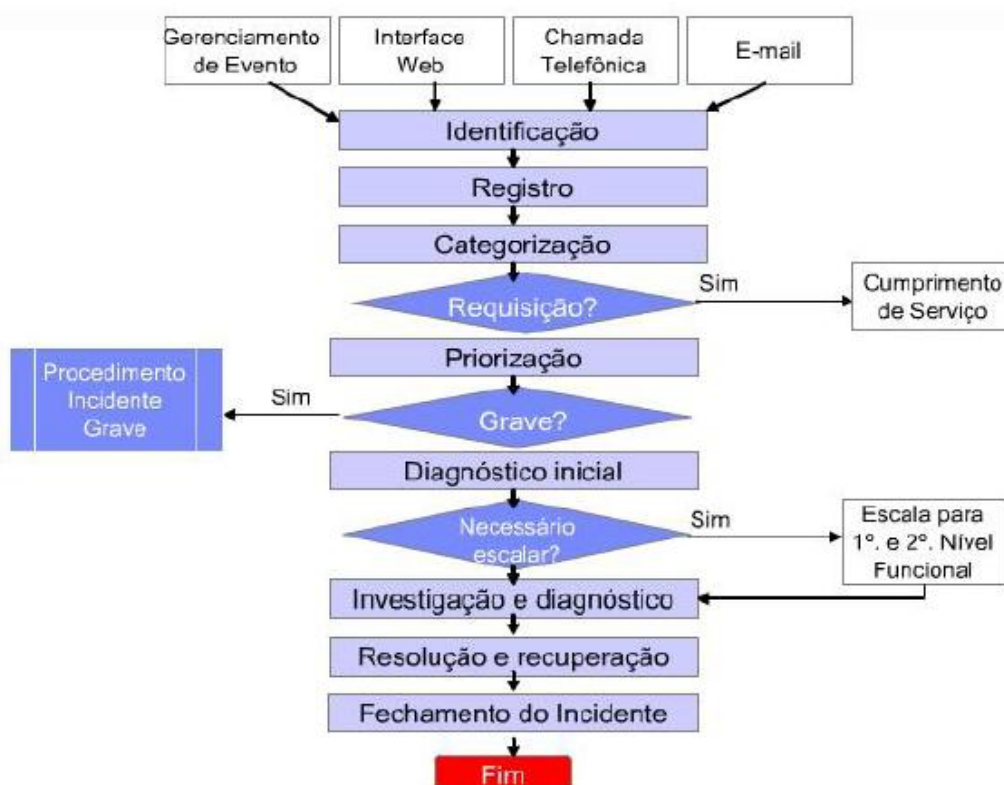 Gerenciamento
de Evento
Interface
Web
Chamada
Telefônica
E-mail
Identificação
Registro
Categorização
Requisição?
Sim
Cumprimento
de Serviço
Priorização
Procedimento
Incidente
Grave
Sim
Grave?
Diagnóstico inicial
Necessário
escalar?
Sim
Escala para
1º. e 2º. Nível
Funcional
Investigação e diagnóstico
Resolução e recuperação
Fechamento do Incidente
Fim